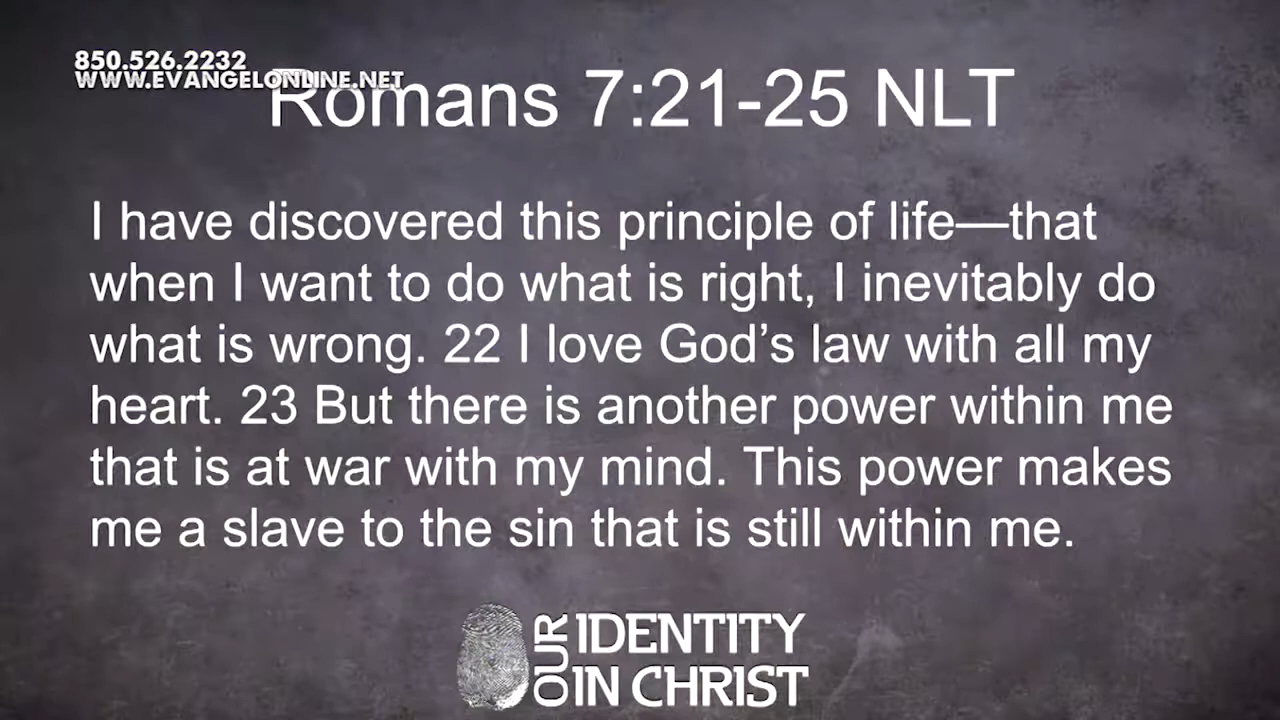 850.526.2232
WWW.EVANGELONLINE.NET
Romans 7:21-25 NLT
I have discovered this principle of life—that
when I want to do what is right, I inevitably do
what is wrong. 22 I love God’s law with all my
heart. 23 But there is another power within me
that is at war with my mind. This power makes
me a slave to the sin that is still within me.
OUR
IDENTITY
IN CHRIST